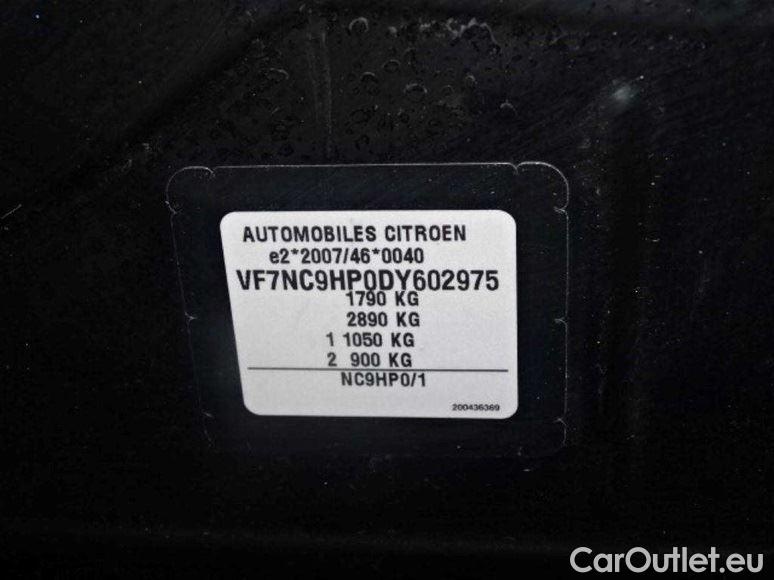 AUTOMOBILES CITROEN
e2*2007/46*0040
VF7NC9HP0DY602975
1790 KG
2890 KG
1 1050 KG
2 900 KG
NC9HP0/1
200436369
CarOutlet.eu